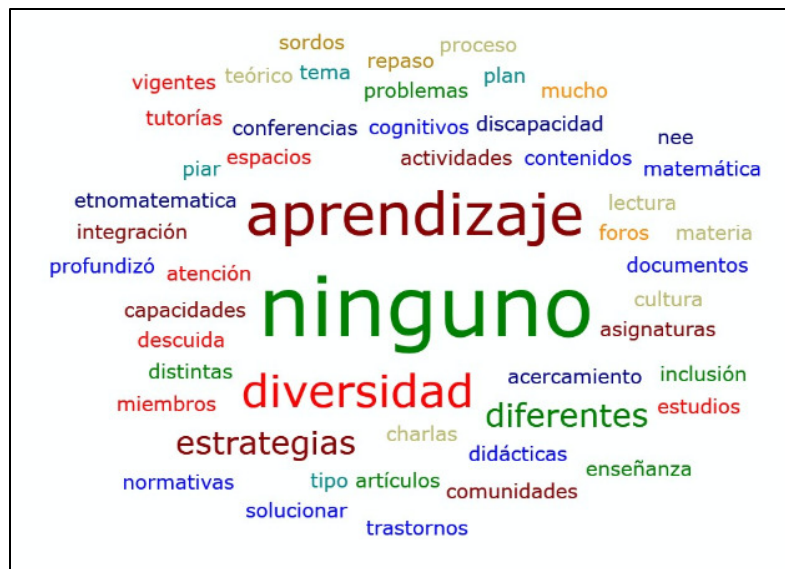 sordos proceso
repaso
vigentes teórico tema plan
problemas mucho
tutorías conferencias cognitivos discapacidad
nee
piar espacios actividades contenidos matemática
etnomatematica aprendizaje lectura
integración foros materia
profundizó atención documentos
capacidades ninguno cultura
descuida asignaturas
distintas diversidad acercamiento inclusión
miembros diferentes estudios
estrategias charlas
didácticas enseñanza
normativas tipo artículos comunidades
solucionar
trastornos